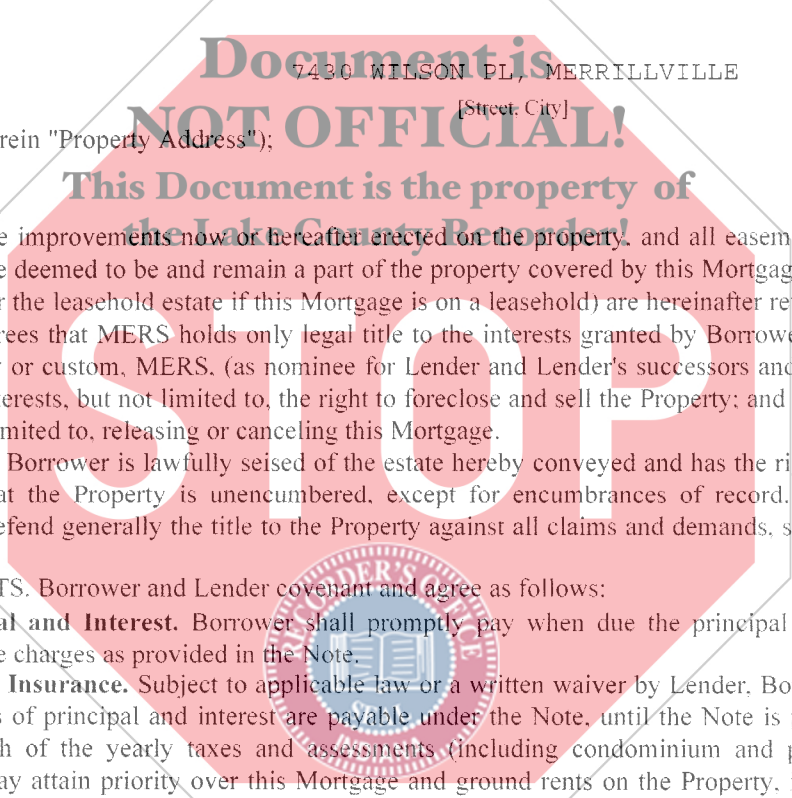 Document is
7430 WILSON PL, MERRILLVILLE
[Street, City]
NOT OFFICIAL!
rein "Property Address");
This Document is the property of
the Lake County Recorder!
e improvements now or hereafter erected on the property, and all easem
e deemed to be and remain a part of the property covered by this Mortgag
r the leasehold estate if this Mortgage is on a leasehold) are hereinafter re
rees that MERS holds only legal title to the interests granted by Borrowe
or custom, MERS, (as nominee for Lender and Lender's successors and
terests, but not limited to, the right to foreclose and sell the Property; and
mited to, releasing or canceling this Mortgage.
Borrower is lawfully seised of the estate hereby conveyed and has the ri
at the Property is unencumbered, except for encumbrances of record.
efend generally the title to the Property against all claims and demands, s
STOP
TS. Borrower and Lender covenant and agree as follows:
al and Interest. Borrower shall promptly pay when due the principal
e charges as provided in the Note.
Insurance. Subject to applicable law or a written waiver by Lender, Bo
s of principal and interest are payable under the Note, until the Note is
h of the yearly taxes and assessments (including condominium and p
ay attain priority over this Mortgage and ground rents on the Property,
RECORDER'S OFFICE
SEAL
INDIANA